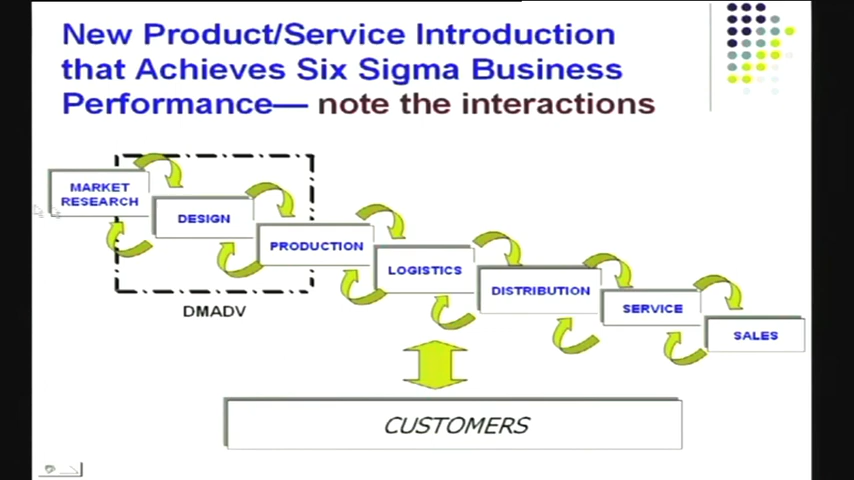 New Product/Service Introduction
that Achieves Six Sigma Business
Performance— note the interactions
MARKET
RESEARCH
DESIGN
PRODUCTION
LOGISTICS
DISTRIBUTION
SERVICE
SALES
DMADV
CUSTOMERS